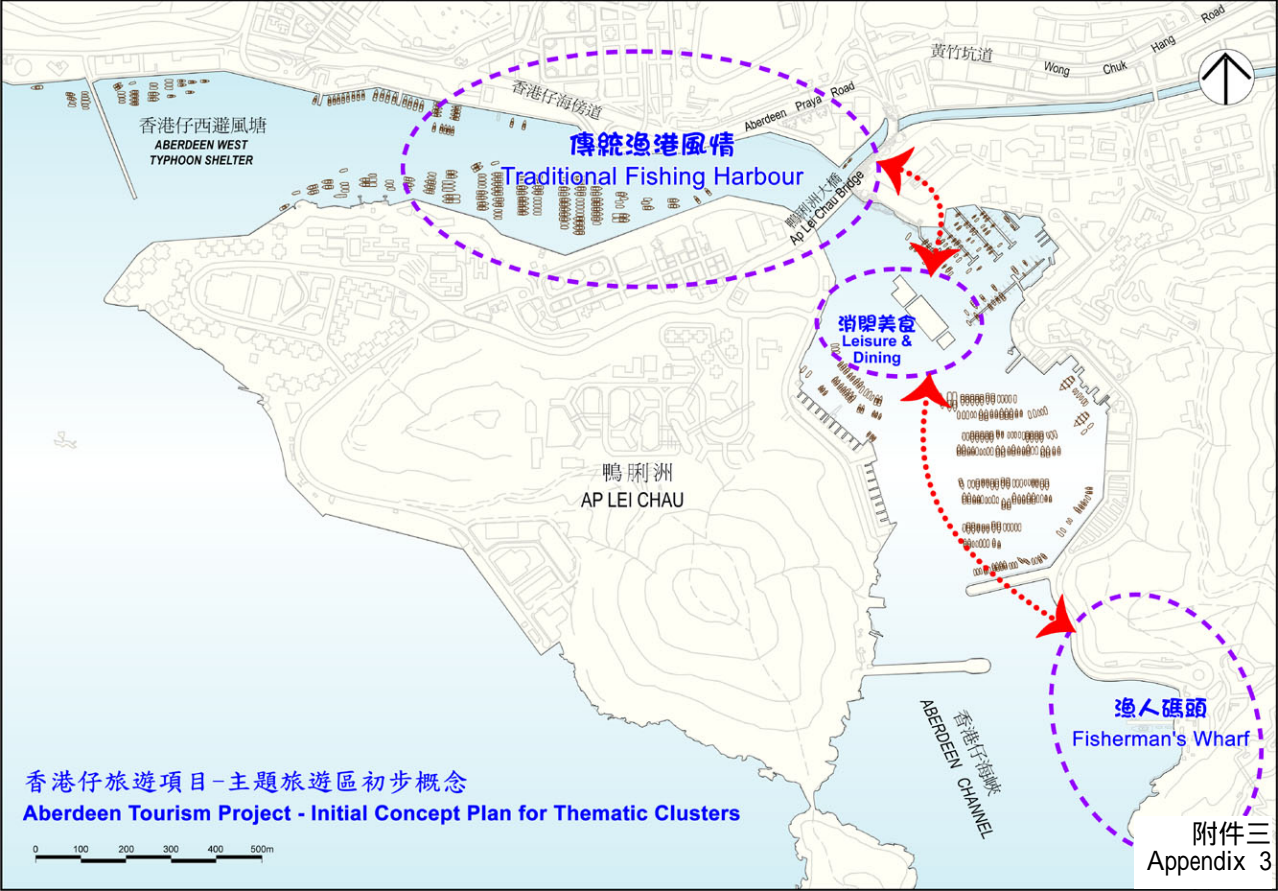 Road
Hang
Chuk
Wong
黃竹坑道
香港仔海傍道
Aberdeen Praya Road
香港仔西避風塘
ABERDEEN WEST
TYPHOON SHELTER
傳統漁港風情
Traditional Fishing Harbour
鴨脷洲大橋
Ap Lei Chau Bridge
消閒美食
Leisure &
Dining
鴨脷洲
AP LEI CHAU
漁人碼頭
Fisherman's Wharf
香港仔海峽
ABERDEEN CHANNEL
香港仔旅遊項目-主題旅遊區初步概念
Aberdeen Tourism Project - Initial Concept Plan for Thematic Clusters
0 100 200 300 400 500m
附件三
Appendix 3